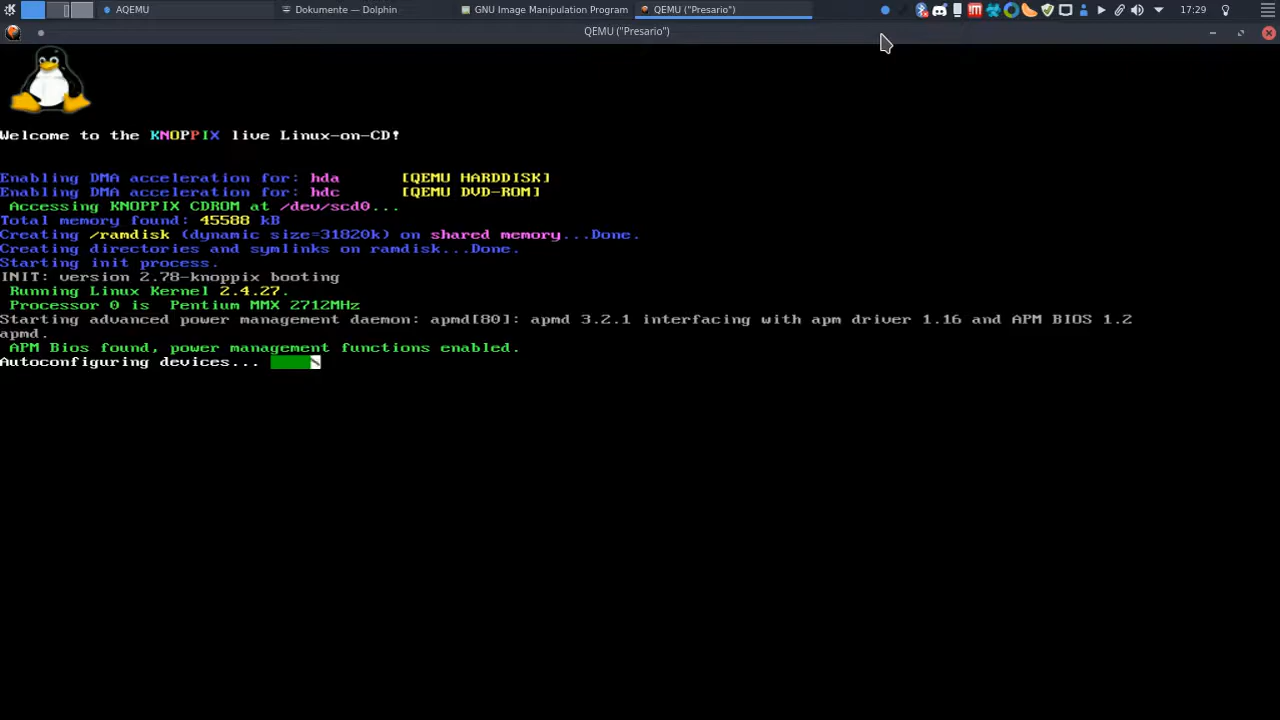 AQEMU
Dokumente — Dolphin
GNU Image Manipulation Program
QEMU ("Presario")
17:29
QEMU ("Presario")
Welcome to the KNOPPIX live Linux-on-CD!
Enabling DMA acceleration for: hda [QEMU HARDDISK]
Enabling DMA acceleration for: hdc [QEMU DVD-ROM]
Accessing KNOPPIX CDROM at /dev/scd0...
Total memory found: 45588 kB
Creating /ramdisk (dynamic size=31820k) on shared memory...Done.
Creating directories and symlinks on ramdisk...Done.
Starting init process.
INIT: version 2.78-knoppix booting
Running Linux Kernel 2.4.27.
Processor 0 is Pentium MMX 2712MHz
Starting advanced power management daemon: apmd[80]: apmd 3.2.1 interfacing with apm driver 1.16 and APM BIOS 1.2
apmd.
APM Bios found, power management functions enabled.
Autoconfiguring devices...